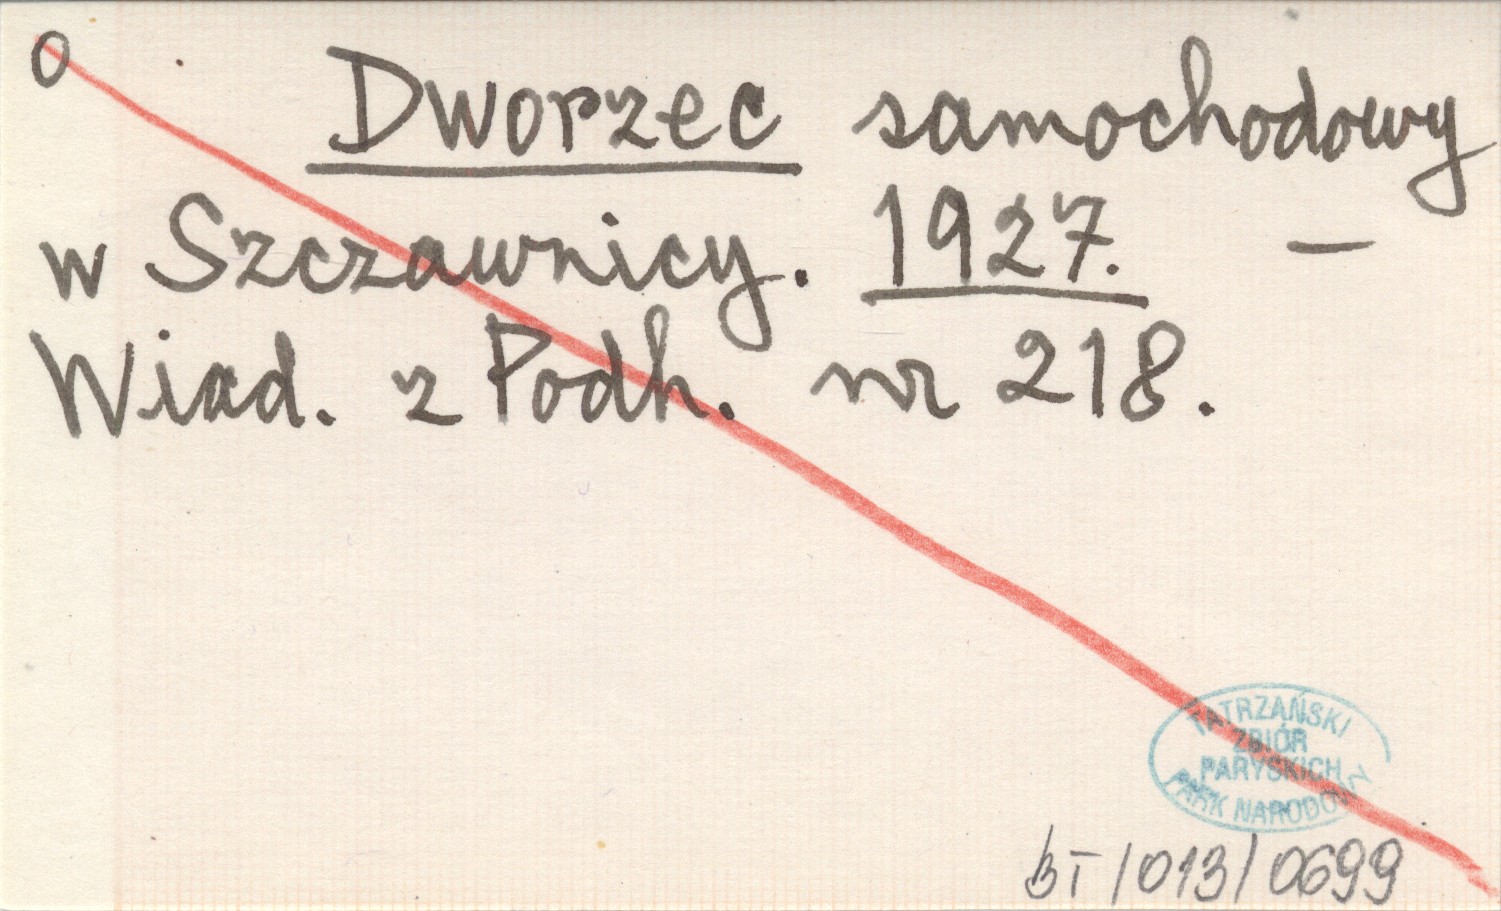 o Dworzec samochodowy
w Szczawnicy. 1927. –
Wiad. z Podh. nr 218.
TATRZAŃSKI
ZBIÓR
PARYSKICH
PARK NARODOWY
BT/013/0699